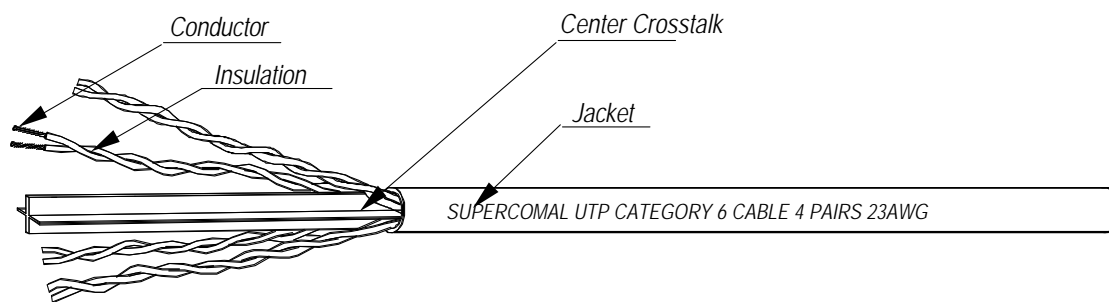 Conductor
Center Crosstalk
Insulation
Jacket
SUPERCOMAL UTP CATEGORY 6 CABLE 4 PAIRS 23AWG